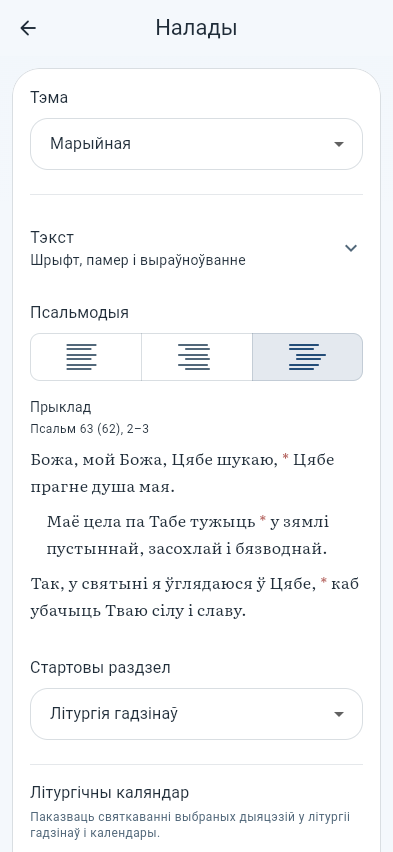 Налады
Тэма
Марыйная
Тэкст
Шрыфт, памер і выраўноўванне
Псальмодыя
Прыклад
Псальм 63 (62), 2–3
Божа, мой Божа, Цябе шукаю, * Цябе
прагне душа мая.
Маё цела па Табе тужыць * у зямлі
пустыннай, засохлай і бязводнай.
Так, у святыні я ўглядаюся ў Цябе, * каб
убачыць Тваю сілу і славу.
Стартовы раздзел
Літургія гадзінаў
Літургічны каляндар
Паказваць святкаванні выбраных дыяцэзій у літургіі
гадзінаў і календары.